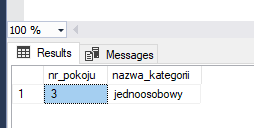 100 %
Results Messages
nr_pokoju nazwa_kategorii
1 3 jednoosobowy